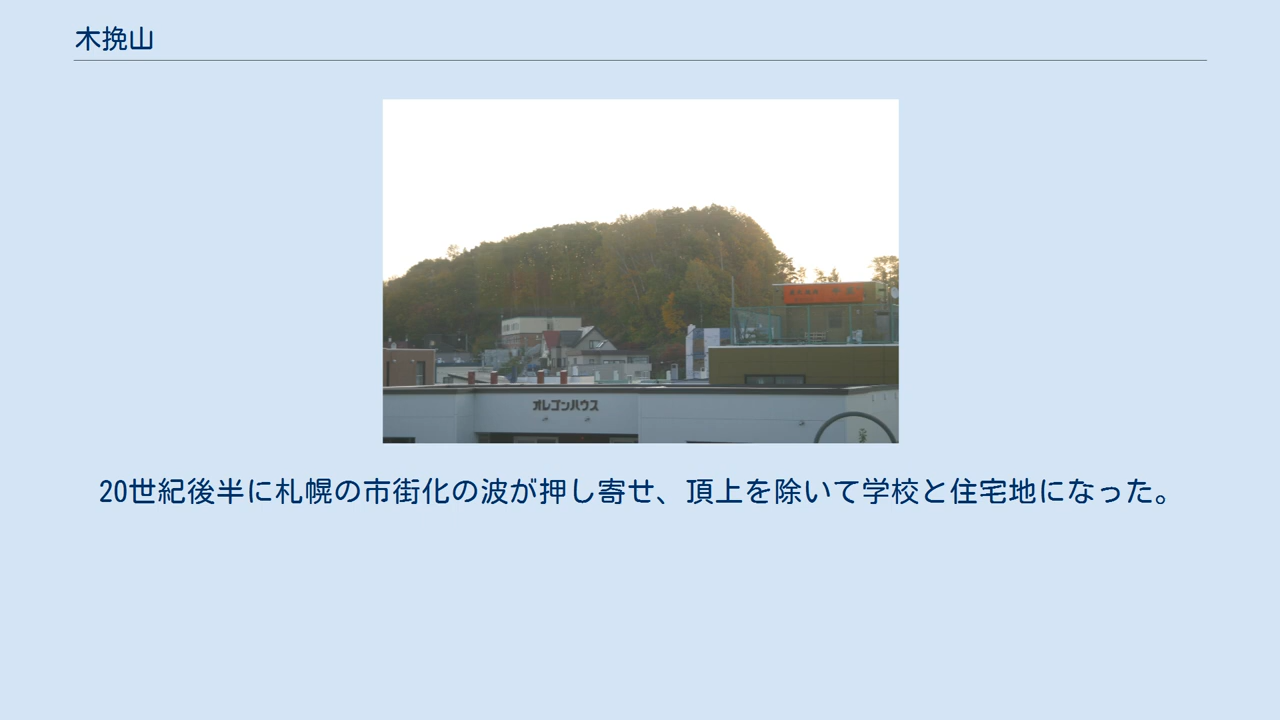 木挽山
オレゴンハウス
20世紀後半に札幌の市街化の波が押し寄せ、頂上を除いて学校と住宅地になった。